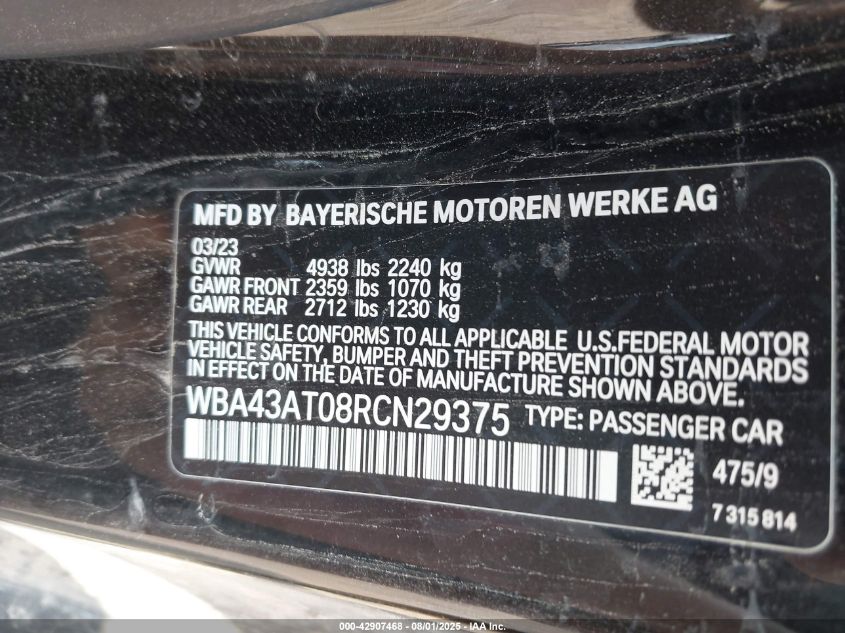 MFD BY BAYERISCHE MOTOREN WERKE AG
03/23
GVWR 4938 lbs 2240 kg
GAWR FRONT 2359 lbs 1070 kg
GAWR REAR 2712 lbs 1230 kg
THIS VEHICLE CONFORMS TO ALL APPLICABLE U.S.FEDERAL MOTOR
VEHICLE SAFETY, BUMPER AND THEFT PREVENTION STANDARDS
IN EFFECT ON THE DATE OF MANUFACTURE SHOWN ABOVE.
WBA43AT08RCN29375 TYPE: PASSENGER CAR
475/9
7 315 814
000-42907468 - 08/01/2025 - IAA Inc.